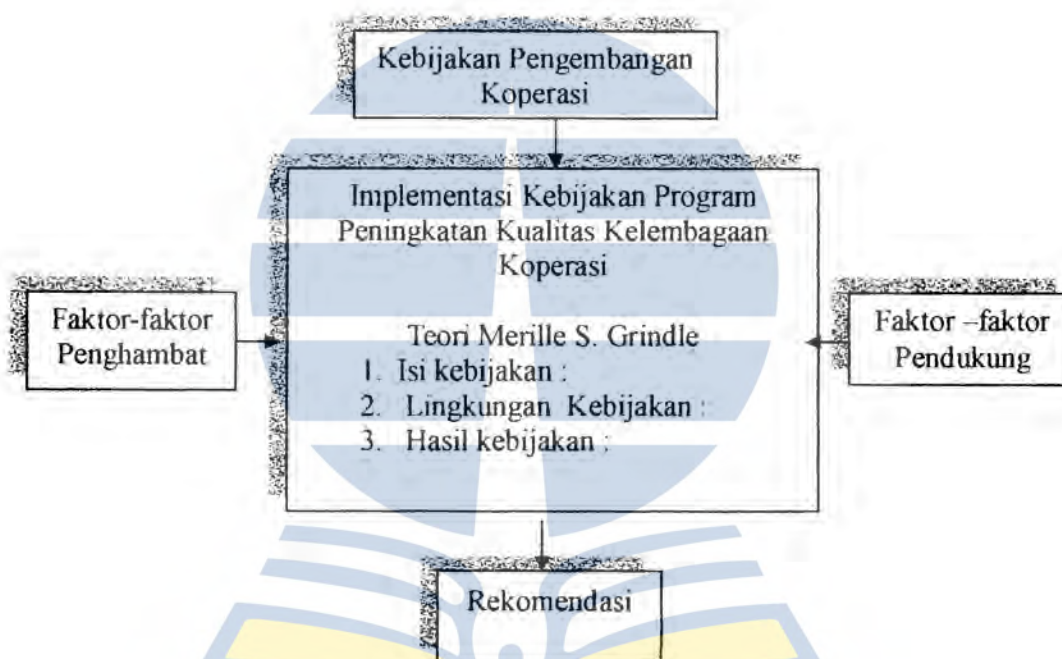 Kebijakan Pengembangan
Koperasi
Implementasi Kebijakan Program
Peningkatan Kualitas Kelembagaan
Koperasi
Faktor-faktor
Penghambat
Teori Merille S. Grindle
1. Isi kebijakan :
2. Lingkungan Kebijakan :
3. Hasil kebijakan :
Faktor –faktor
Pendukung
Rekomendasi